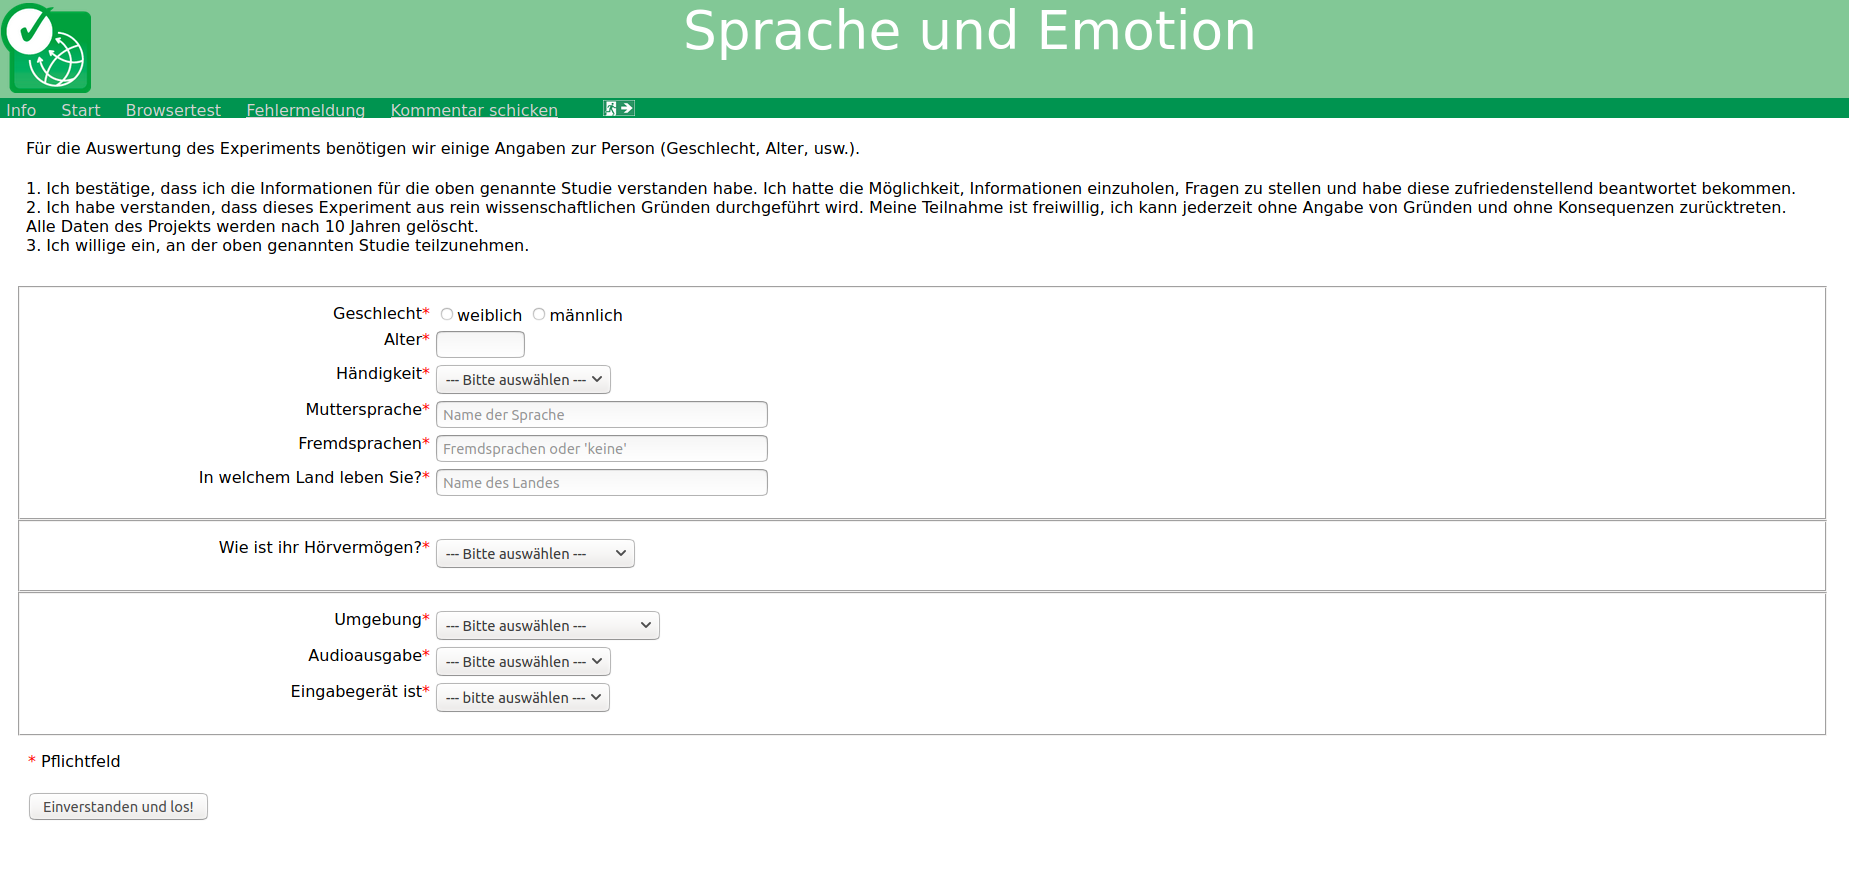 Sprache und Emotion
Info Start Browsertest Fehlermeldung Kommentar schicken
Für die Auswertung des Experiments benötigen wir einige Angaben zur Person (Geschlecht, Alter, usw.).
1. Ich bestätige, dass ich die Informationen für die oben genannte Studie verstanden habe. Ich hatte die Möglichkeit, Informationen einzuholen, Fragen zu stellen und habe diese zufriedenstellend beantwortet bekommen.
2. Ich habe verstanden, dass dieses Experiment aus rein wissenschaftlichen Gründen durchgeführt wird. Meine Teilnahme ist freiwillig, ich kann jederzeit ohne Angabe von Gründen und ohne Konsequenzen zurücktreten.
Alle Daten des Projekts werden nach 10 Jahren gelöscht.
3. Ich willige ein, an der oben genannten Studie teilzunehmen.
Geschlecht* weiblich männlich
Alter*
Händigkeit* --- Bitte auswählen ---
Muttersprache* Name der Sprache
Fremdsprachen* Fremdsprachen oder 'keine'
In welchem Land leben Sie?* Name des Landes
Wie ist ihr Hörvermögen?* --- Bitte auswählen ---
Umgebung* --- Bitte auswählen ---
Audioausgabe* --- Bitte auswählen ---
Eingabegerät ist* --- bitte auswählen ---
* Pflichtfeld
Einverstanden und los!